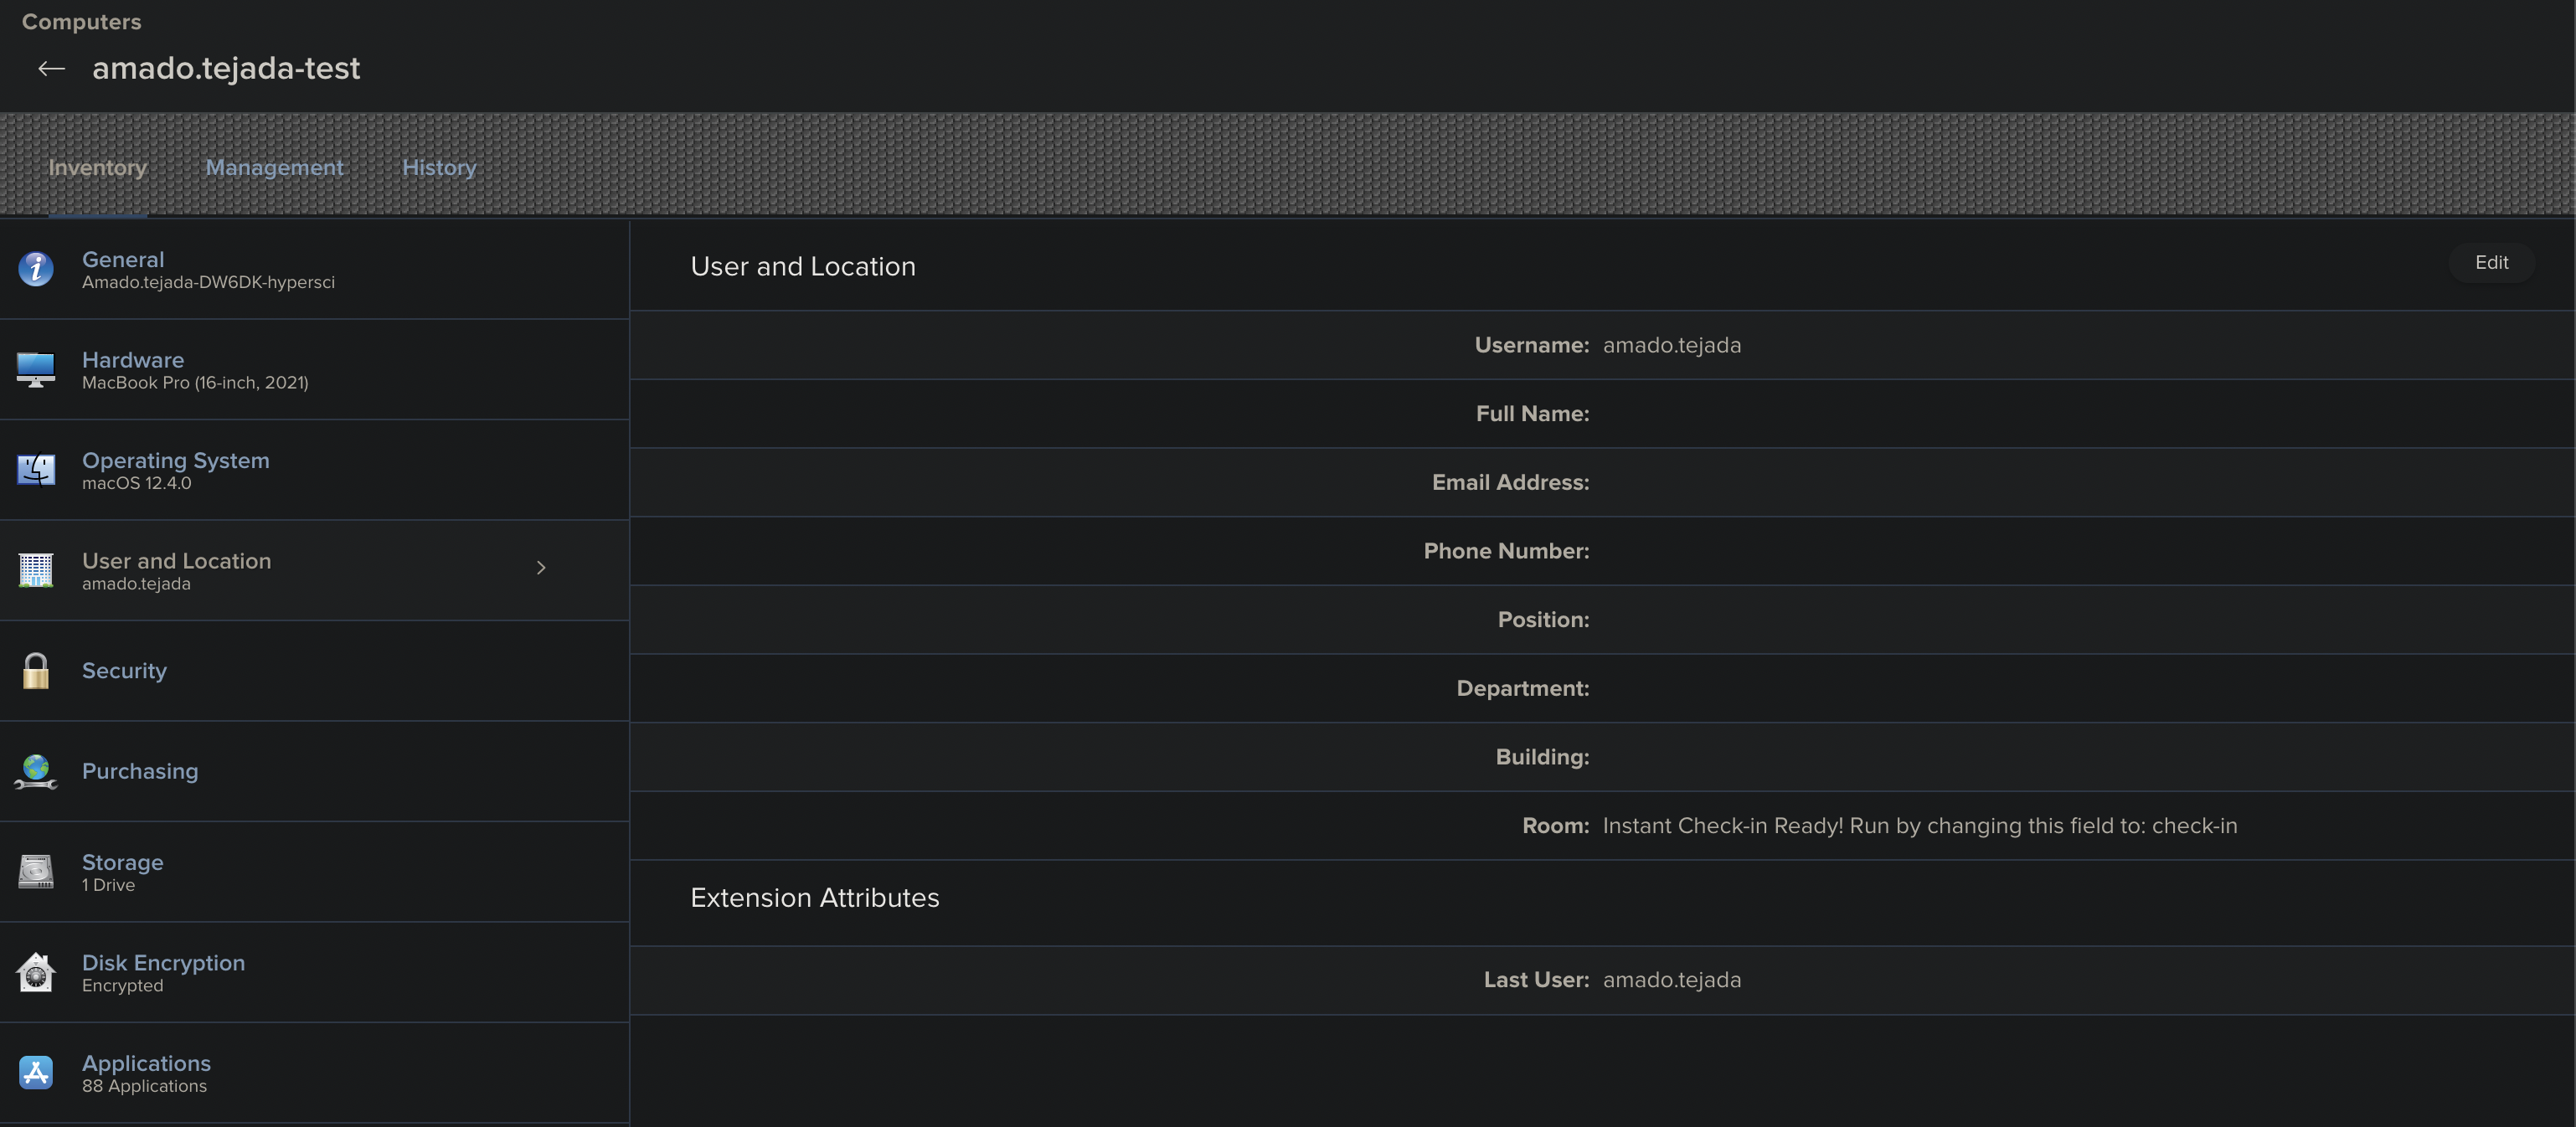 Computers
amado.tejada-test
Inventory Management History
General
Amado.tejada-DW6DK-hypersci
Hardware
MacBook Pro (16-inch, 2021)
Operating System
macOS 12.4.0
User and Location
amado.tejada
Security
Purchasing
Storage
1 Drive
Disk Encryption
Encrypted
Applications
88 Applications
User and Location
Edit
Username: amado.tejada
Full Name:
Email Address:
Phone Number:
Position:
Department:
Building:
Room: Instant Check-in Ready! Run by changing this field to: check-in
Extension Attributes
Last User: amado.tejada